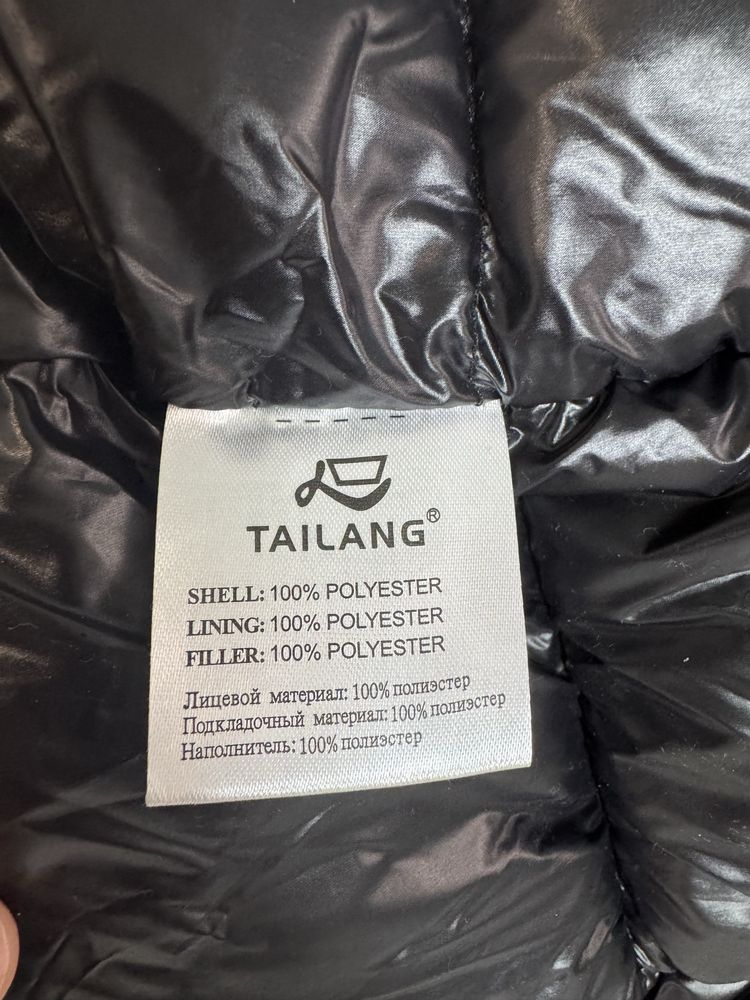 TAILANG®
SHELL: 100% POLYESTER
LINING: 100% POLYESTER
FILLER: 100% POLYESTER
Лицевой материал: 100% полиэстер
Подкладочный материал: 100% полиэстер
Наполнитель: 100% полиэстер